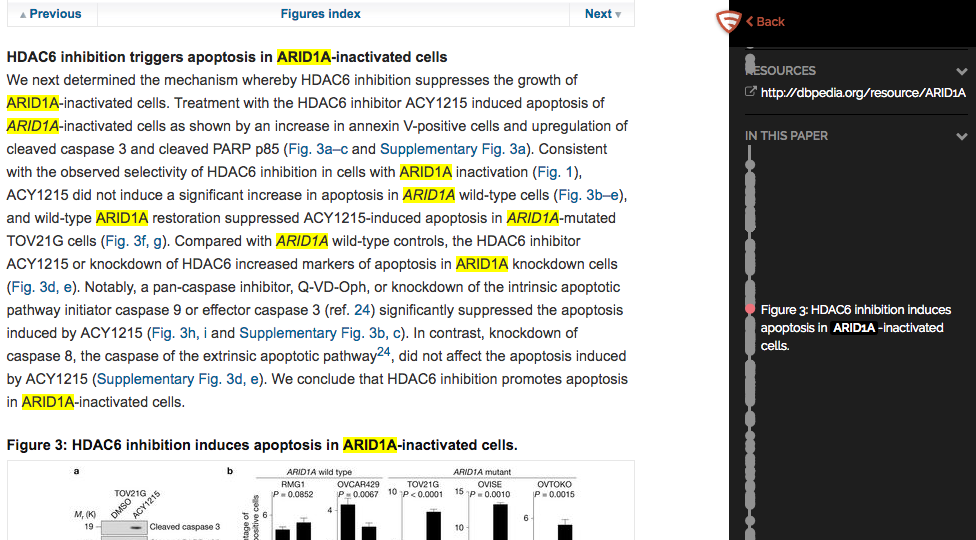 ▲ Previous
Figures index
Next ▼
HDAC6 inhibition triggers apoptosis in ARID1A-inactivated cells
We next determined the mechanism whereby HDAC6 inhibition suppresses the growth of
ARID1A-inactivated cells. Treatment with the HDAC6 inhibitor ACY1215 induced apoptosis of
ARID1A-inactivated cells as shown by an increase in annexin V-positive cells and upregulation of
cleaved caspase 3 and cleaved PARP p85 (Fig. 3a–c and Supplementary Fig. 3a). Consistent
with the observed selectivity of HDAC6 inhibition in cells with ARID1A inactivation (Fig. 1),
ACY1215 did not induce a significant increase in apoptosis in ARID1A wild-type cells (Fig. 3b–e),
and wild-type ARID1A restoration suppressed ACY1215-induced apoptosis in ARID1A-mutated
TOV21G cells (Fig. 3f, g). Compared with ARID1A wild-type controls, the HDAC6 inhibitor
ACY1215 or knockdown of HDAC6 increased markers of apoptosis in ARID1A knockdown cells
(Fig. 3d, e). Notably, a pan-caspase inhibitor, Q-VD-Oph, or knockdown of the intrinsic apoptotic
pathway initiator caspase 9 or effector caspase 3 (ref. 24) significantly suppressed the apoptosis
induced by ACY1215 (Fig. 3h, i and Supplementary Fig. 3b, c). In contrast, knockdown of
caspase 8, the caspase of the extrinsic apoptotic pathway24, did not affect the apoptosis induced
by ACY1215 (Supplementary Fig. 3d, e). We conclude that HDAC6 inhibition promotes apoptosis
in ARID1A-inactivated cells.
Figure 3: HDAC6 inhibition induces apoptosis in ARID1A-inactivated cells.
a
TOV21G
DMSO
ACY1215
Mr (K)
19
Cleaved caspase 3
b
ARID1A wild type
ARID1A mutant
RMG1
OVCAR429
TOV21G
OVISE
OVTOKO
P = 0.0852
P = 0.0067
P < 0.0001
P = 0.0010
P = 0.0015
6
4
10
15
10
6
positive cells
Back
RESOURCES
http://dbpedia.org/resource/ARID1A
IN THIS PAPER
Figure 3: HDAC6 inhibition induces
apoptosis in ARID1A -inactivated
cells.